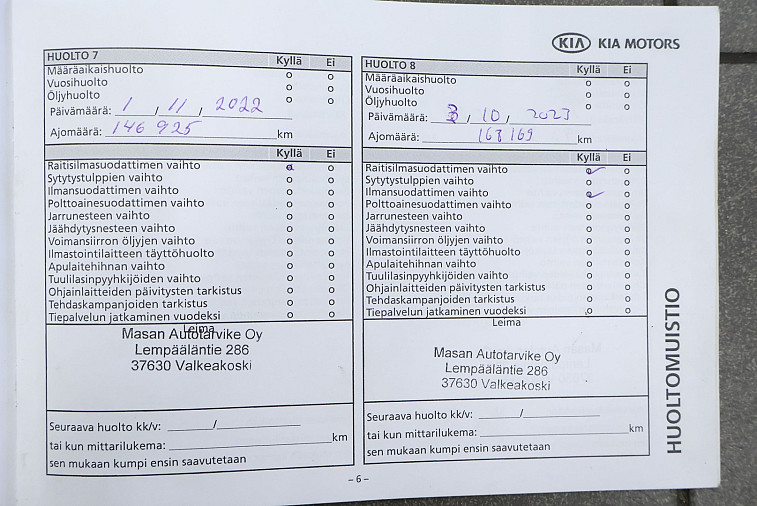 KIA KIA MOTORS
HUOLTO 7
Kyllä Ei
Määräaikaishuolto o o
Vuosihuolto o o
Öljyhuolto o o
Päivämäärä: 1 / 11 / 2022
Ajomäärä: 146 925 km
Kyllä Ei
Raitisilmasuodattimen vaihto o o
Sytytystulppien vaihto o o
Ilmansuodattimen vaihto o o
Polttoainesuodattimen vaihto o o
Jarrunesteen vaihto o o
Jäähdytysnesteen vaihto o o
Voimansiirron öljyjen vaihto o o
Ilmastointilaitteen täyttöhuolto o o
Apulaitehihnan vaihto o o
Tuulilasinpyyhkijöiden vaihto o o
Ohjainlaitteiden päivitysten tarkistus o o
Tehdaskampanjoiden tarkistus o o
Tiepalvelun jatkaminen vuodeksi o o
Leima
Masan Autotarvike Oy
Lempääläntie 286
37630 Valkeakoski
Seuraava huolto kk/v: /
tai kun mittarilukema: km
sen mukaan kumpi ensin saavutetaan
HUOLTO 8
Kyllä Ei
Määräaikaishuolto o o
Vuosihuolto o o
Öljyhuolto o o
Päivämäärä: 3 / 10 / 2023
Ajomäärä: 169 km
Kyllä Ei
Raitisilmasuodattimen vaihto o o
Sytytystulppien vaihto o o
Ilmansuodattimen vaihto o o
Polttoainesuodattimen vaihto o o
Jarrunesteen vaihto o o
Jäähdytysnesteen vaihto o o
Voimansiirron öljyjen vaihto o o
Ilmastointilaitteen täyttöhuolto o o
Apulaitehihnan vaihto o o
Tuulilasinpyyhkijöiden vaihto o o
Ohjainlaitteiden päivitysten tarkistus o o
Tehdaskampanjoiden tarkistus o o
Tiepalvelun jatkaminen vuodeksi o o
Leima
Masan Autotarvike Oy
Lempääläntie 286
37630 Valkeakoski
Seuraava huolto kk/v: /
tai kun mittarilukema: km
sen mukaan kumpi ensin saavutetaan
HUOLTOMUISTIO
– 6 –